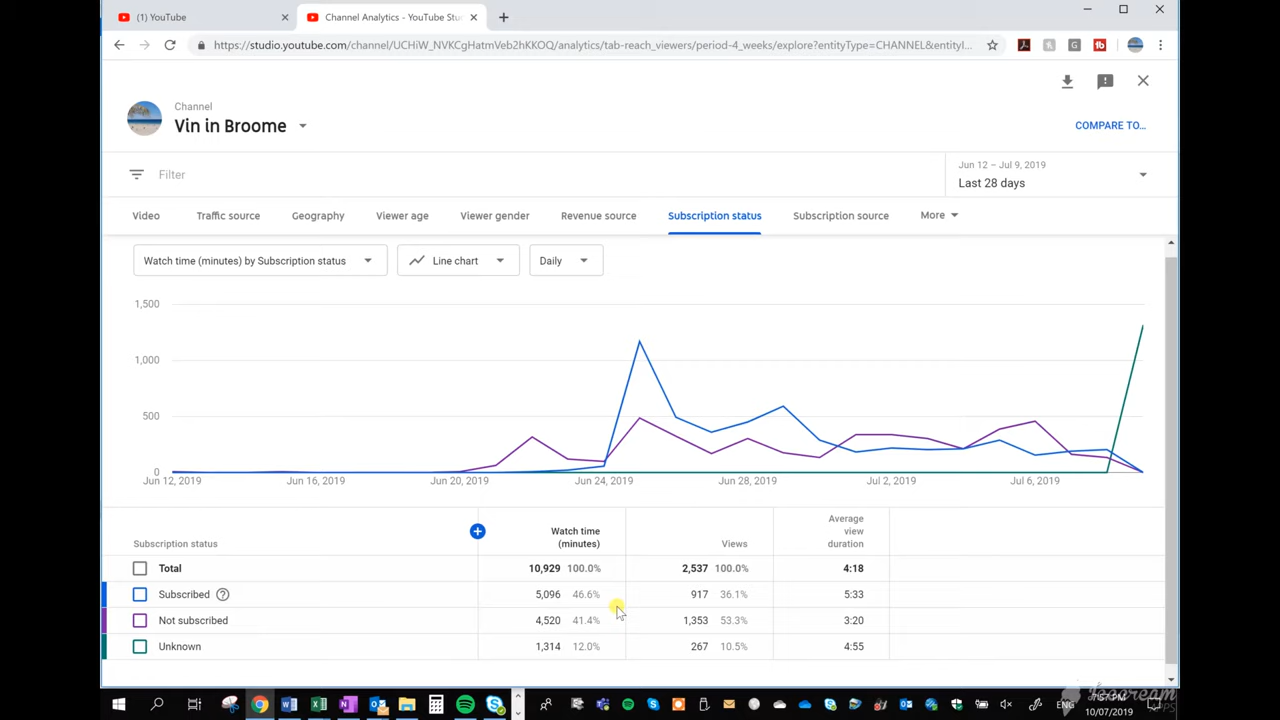 (1) YouTube
Channel Analytics - YouTube Stu
https://studio.youtube.com/channel/UCHiW_NVKCgHatmVeb2hKKOQ/analytics/tab-reach_viewers/period-4_weeks/explore?entityType=CHANNEL&entityI...
Channel
Vin in Broome
COMPARE TO...
Filter
Jun 12 – Jul 9, 2019
Last 28 days
Video Traffic source Geography Viewer age Viewer gender Revenue source Subscription status Subscription source More
Watch time (minutes) by Subscription status Line chart Daily
1,500
1,000
500
0
Jun 12, 2019 Jun 16, 2019 Jun 20, 2019 Jun 24, 2019 Jun 28, 2019 Jul 2, 2019 Jul 6, 2019
Subscription status Watch time (minutes) Views Average view duration
Total 10,929 100.0% 2,537 100.0% 4:18
Subscribed 5,096 46.6% 917 36.1% 5:33
Not subscribed 4,520 41.4% 1,353 53.3% 3:20
Unknown 1,314 12.0% 267 10.5% 4:55
ENG
7:57 PM
10/07/2019